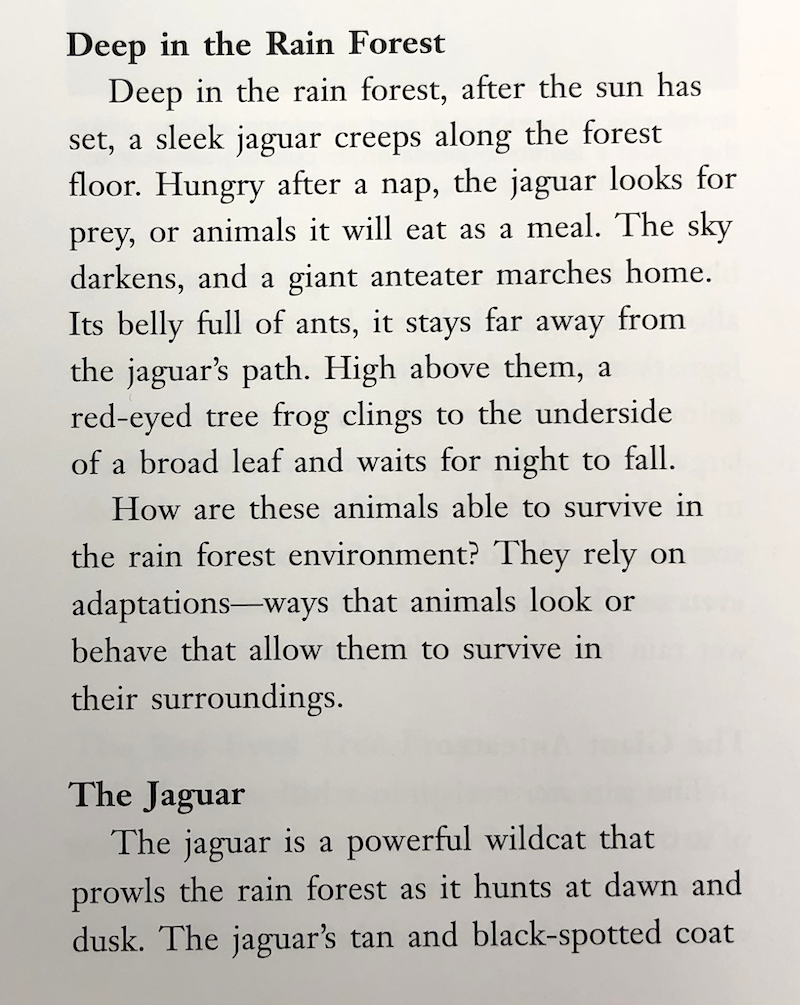 Deep in the Rain Forest
Deep in the rain forest, after the sun has
set, a sleek jaguar creeps along the forest
floor. Hungry after a nap, the jaguar looks for
prey, or animals it will eat as a meal. The sky
darkens, and a giant anteater marches home.
Its belly full of ants, it stays far away from
the jaguar’s path. High above them, a
red-eyed tree frog clings to the underside
of a broad leaf and waits for night to fall.
How are these animals able to survive in
the rain forest environment? They rely on
adaptations—ways that animals look or
behave that allow them to survive in
their surroundings.
The Jaguar
The jaguar is a powerful wildcat that
prowls the rain forest as it hunts at dawn and
dusk. The jaguar’s tan and black-spotted coat